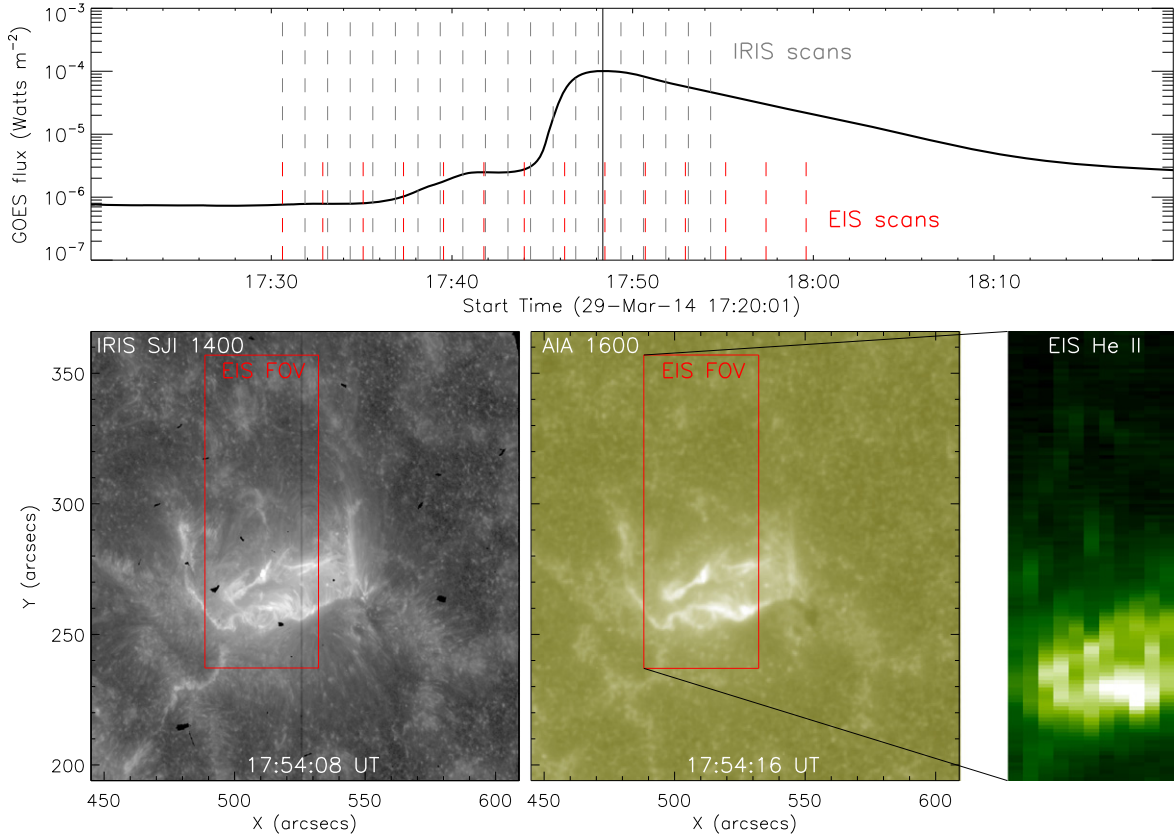 10⁻³
10⁻⁴
10⁻⁵
10⁻⁶
10⁻⁷
GOES flux (Watts m⁻²)
IRIS scans
EIS scans
17:30 17:40 17:50 18:00 18:10
Start Time (29-Mar-14 17:20:01)
IRIS SJI 1400
EIS FOV
17:54:08 UT
350
300
250
200
Y (arcsecs)
450 500 550 600
X (arcsecs)
AIA 1600
EIS FOV
17:54:16 UT
450 500 550 600
X (arcsecs)
EIS He II